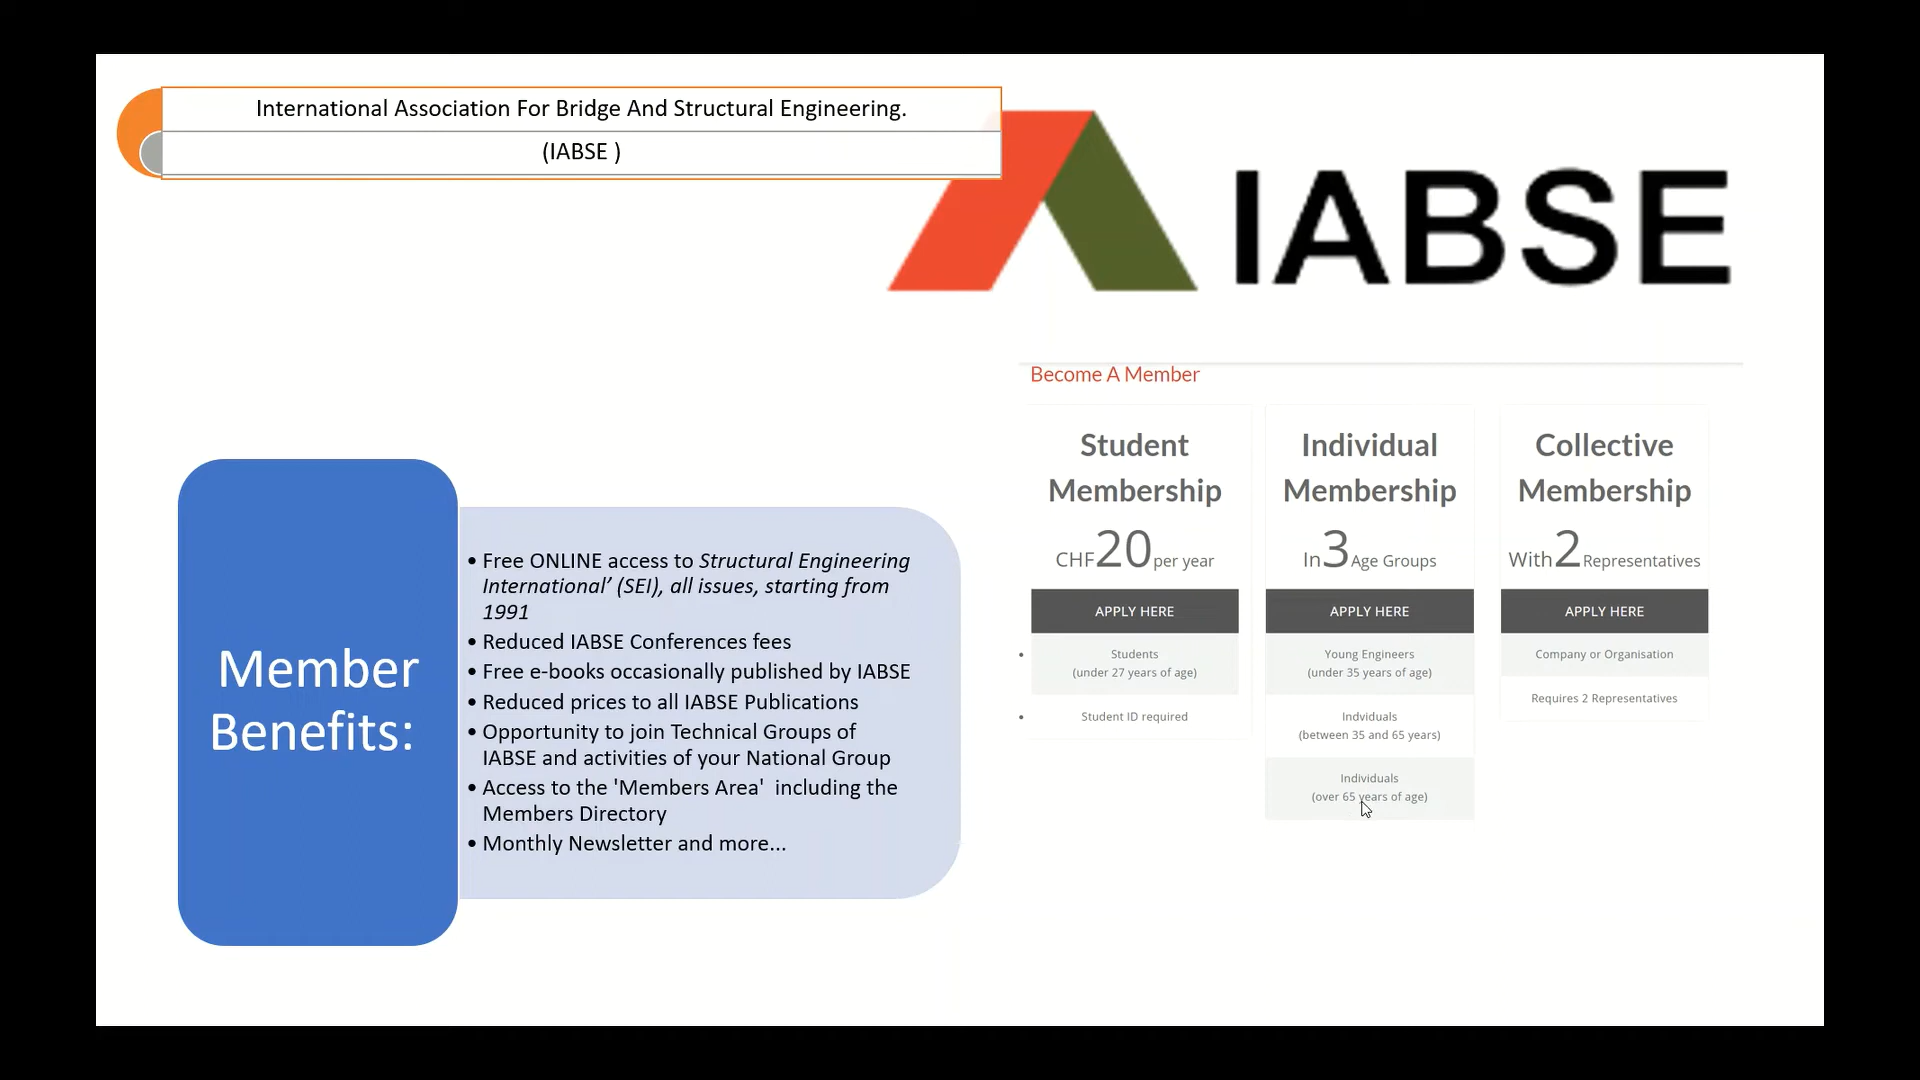 International Association For Bridge And Structural Engineering.
(IABSE )
IABSE
Member
Benefits:
• Free ONLINE access to Structural Engineering
International’ (SEI), all issues, starting from
1991
• Reduced IABSE Conferences fees
• Free e-books occasionally published by IABSE
• Reduced prices to all IABSE Publications
• Opportunity to join Technical Groups of
IABSE and activities of your National Group
• Access to the 'Members Area'  including the
Members Directory
• Monthly Newsletter and more...
Become A Member
Student
Membership
CHF20 per year
APPLY HERE
• Students
(under 27 years of age)
• Student ID required
Individual
Membership
In3Age Groups
APPLY HERE
Young Engineers
(under 35 years of age)
Indviduals
(between 35 and 65 years)
Individuals
(over 65 years of age)
Collective
Membership
With2Representatives
APPLY HERE
Company or Organisation
Requires 2 Representatives